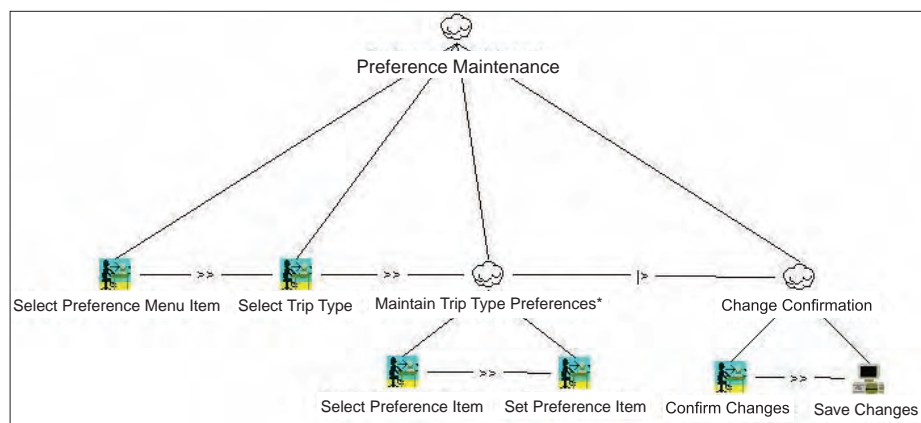 Preference Maintenance
>> >> |>
Select Preference Menu Item Select Trip Type Maintain Trip Type Preferences* Change Confirmation
>> >>
Select Preference Item Set Preference Item Confirm Changes Save Changes